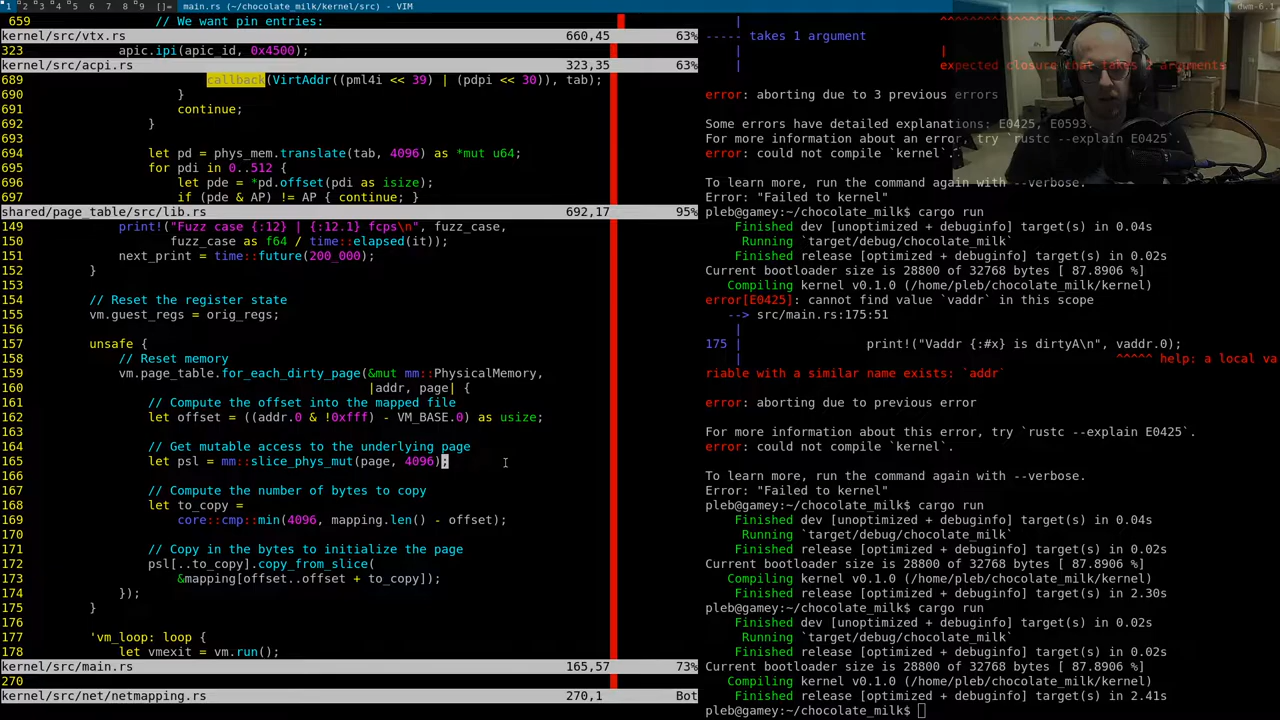 1 2 3 4 5 6 7 8 9 []= main.rs (~/chocolate_milk/kernel/src) - VIM
dwm-6.1
659 // We want pin entries:
kernel/src/vtx.rs 660,45 63%
323 apic.ipi(apic_id, 0x4500);
kernel/src/acpi.rs 323,35 63%
689 callback(VirtAddr((pml4i << 39) | (pdpi << 30)), tab);
690 }
691 continue;
692 }
693
694 let pd = phys_mem.translate(tab, 4096) as *mut u64;
695 for pdi in 0..512 {
696 let pde = *pd.offset(pdi as isize);
697 if (pde & AP) != AP { continue; }
shared/page_table/src/lib.rs 692,17 95%
149 print!("Fuzz case {:12} | {:12.1} fcps\n", fuzz_case,
150 fuzz_case as f64 / time::elapsed(it));
151 next_print = time::future(200_000);
152 }
153
154 // Reset the register state
155 vm.guest_regs = orig_regs;
156
157 unsafe {
158 // Reset memory
159 vm.page_table.for_each_dirty_page(&mut mm::PhysicalMemory,
160 |addr, page| {
161 // Compute the offset into the mapped file
162 let offset = ((addr.0 & !0xfff) - VM_BASE.0) as usize;
163
164 // Get mutable access to the underlying page
165 let psl = mm::slice_phys_mut(page, 4096);
166
167 // Compute the number of bytes to copy
168 let to_copy =
169 core::cmp::min(4096, mapping.len() - offset);
170
171 // Copy in the bytes to initialize the page
172 psl[..to_copy].copy_from_slice(
173 &mapping[offset..offset + to_copy]);
174 });
175 }
176
177 'vm_loop: loop {
178 let vmexit = vm.run();
kernel/src/main.rs 165,57 73%
270
kernel/src/net/netmapping.rs 270,1 Bot
| ^^^^^^^^^^^^^^^^^^^
----- takes 1 argument
| |
| expected closure that takes 2 arguments
error: aborting due to 3 previous errors
Some errors have detailed explanations: E0425, E0593.
For more information about an error, try `rustc --explain E0425`.
error: could not compile `kernel`.
To learn more, run the command again with --verbose.
Error: "Failed to kernel"
pleb@gamey:~/chocolate_milk$ cargo run
Finished dev [unoptimized + debuginfo] target(s) in 0.04s
Running `target/debug/chocolate_milk`
Finished release [optimized + debuginfo] target(s) in 0.02s
Current bootloader size is 28800 of 32768 bytes [ 87.8906 %]
Compiling kernel v0.1.0 (/home/pleb/chocolate_milk/kernel)
error[E0425]: cannot find value `vaddr` in this scope
--> src/main.rs:175:51
|
175 | print!("Vaddr {:#x} is dirtyA\n", vaddr.0);
| ^^^^^ help: a local va
riable with a similar name exists: `addr`
error: aborting due to previous error
For more information about this error, try `rustc --explain E0425`.
error: could not compile `kernel`.
To learn more, run the command again with --verbose.
Error: "Failed to kernel"
pleb@gamey:~/chocolate_milk$ cargo run
Finished dev [unoptimized + debuginfo] target(s) in 0.04s
Running `target/debug/chocolate_milk`
Finished release [optimized + debuginfo] target(s) in 0.02s
Current bootloader size is 28800 of 32768 bytes [ 87.8906 %]
Compiling kernel v0.1.0 (/home/pleb/chocolate_milk/kernel)
Finished release [optimized + debuginfo] target(s) in 2.30s
pleb@gamey:~/chocolate_milk$ cargo run
Finished dev [unoptimized + debuginfo] target(s) in 0.02s
Running `target/debug/chocolate_milk`
Finished release [optimized + debuginfo] target(s) in 0.02s
Current bootloader size is 28800 of 32768 bytes [ 87.8906 %]
Compiling kernel v0.1.0 (/home/pleb/chocolate_milk/kernel)
Finished release [optimized + debuginfo] target(s) in 2.41s
pleb@gamey:~/chocolate_milk$